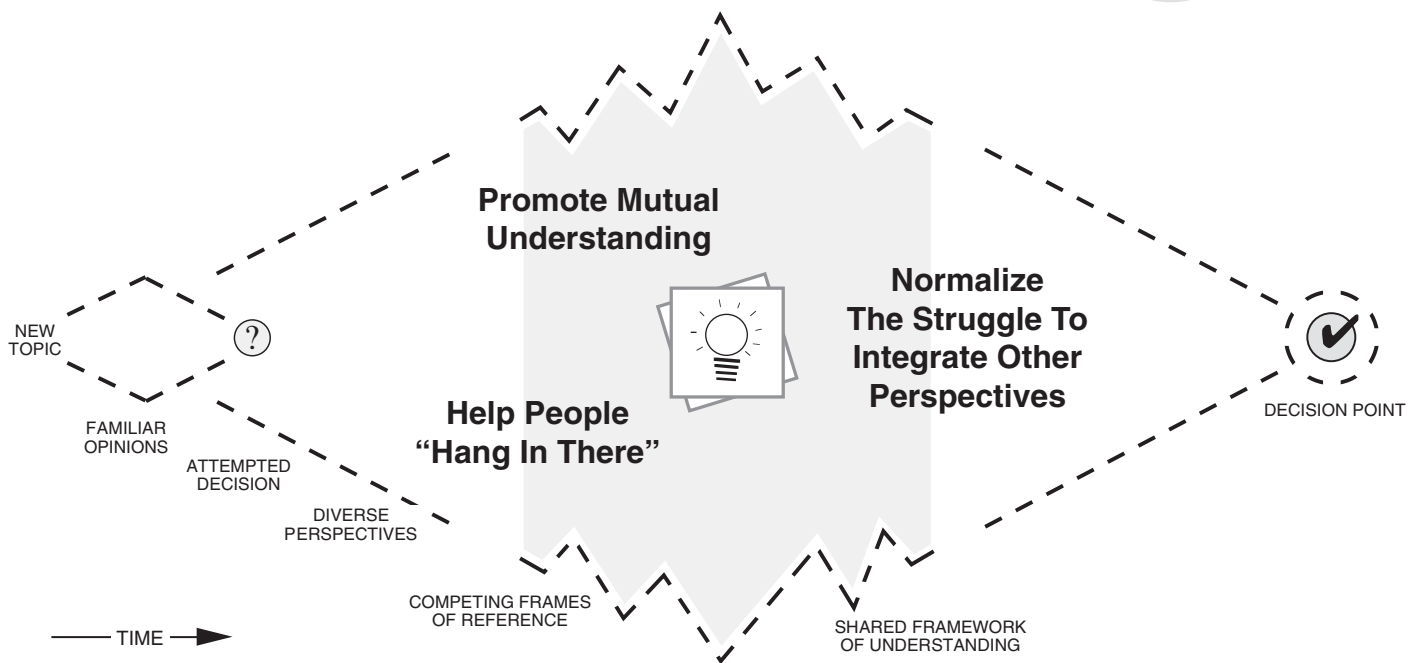 Promote Mutual
Understanding
Normalize
The Struggle To
Integrate Other
Perspectives
NEW
TOPIC
?
Help People
“Hang In There”
DECISION POINT
FAMILIAR
OPINIONS
ATTEMPTED
DECISION
DIVERSE
PERSPECTIVES
COMPETING FRAMES
OF REFERENCE
SHARED FRAMEWORK
OF UNDERSTANDING
TIME